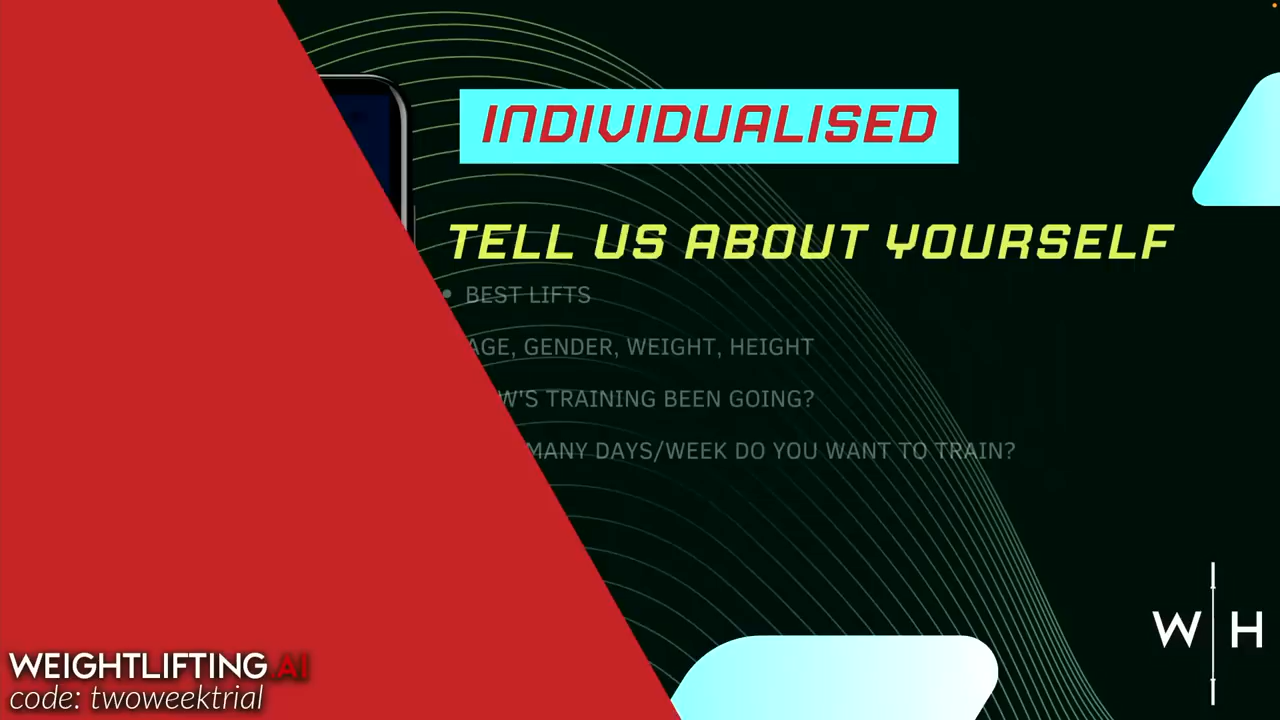 INDIVIDUALISED
TELL US ABOUT YOURSELF
• BEST LIFTS
AGE, GENDER, WEIGHT, HEIGHT
W'S TRAINING BEEN GOING?
MANY DAYS/WEEK DO YOU WANT TO TRAIN?
W H
WEIGHTLIFTING.AI
code: twoweektrial